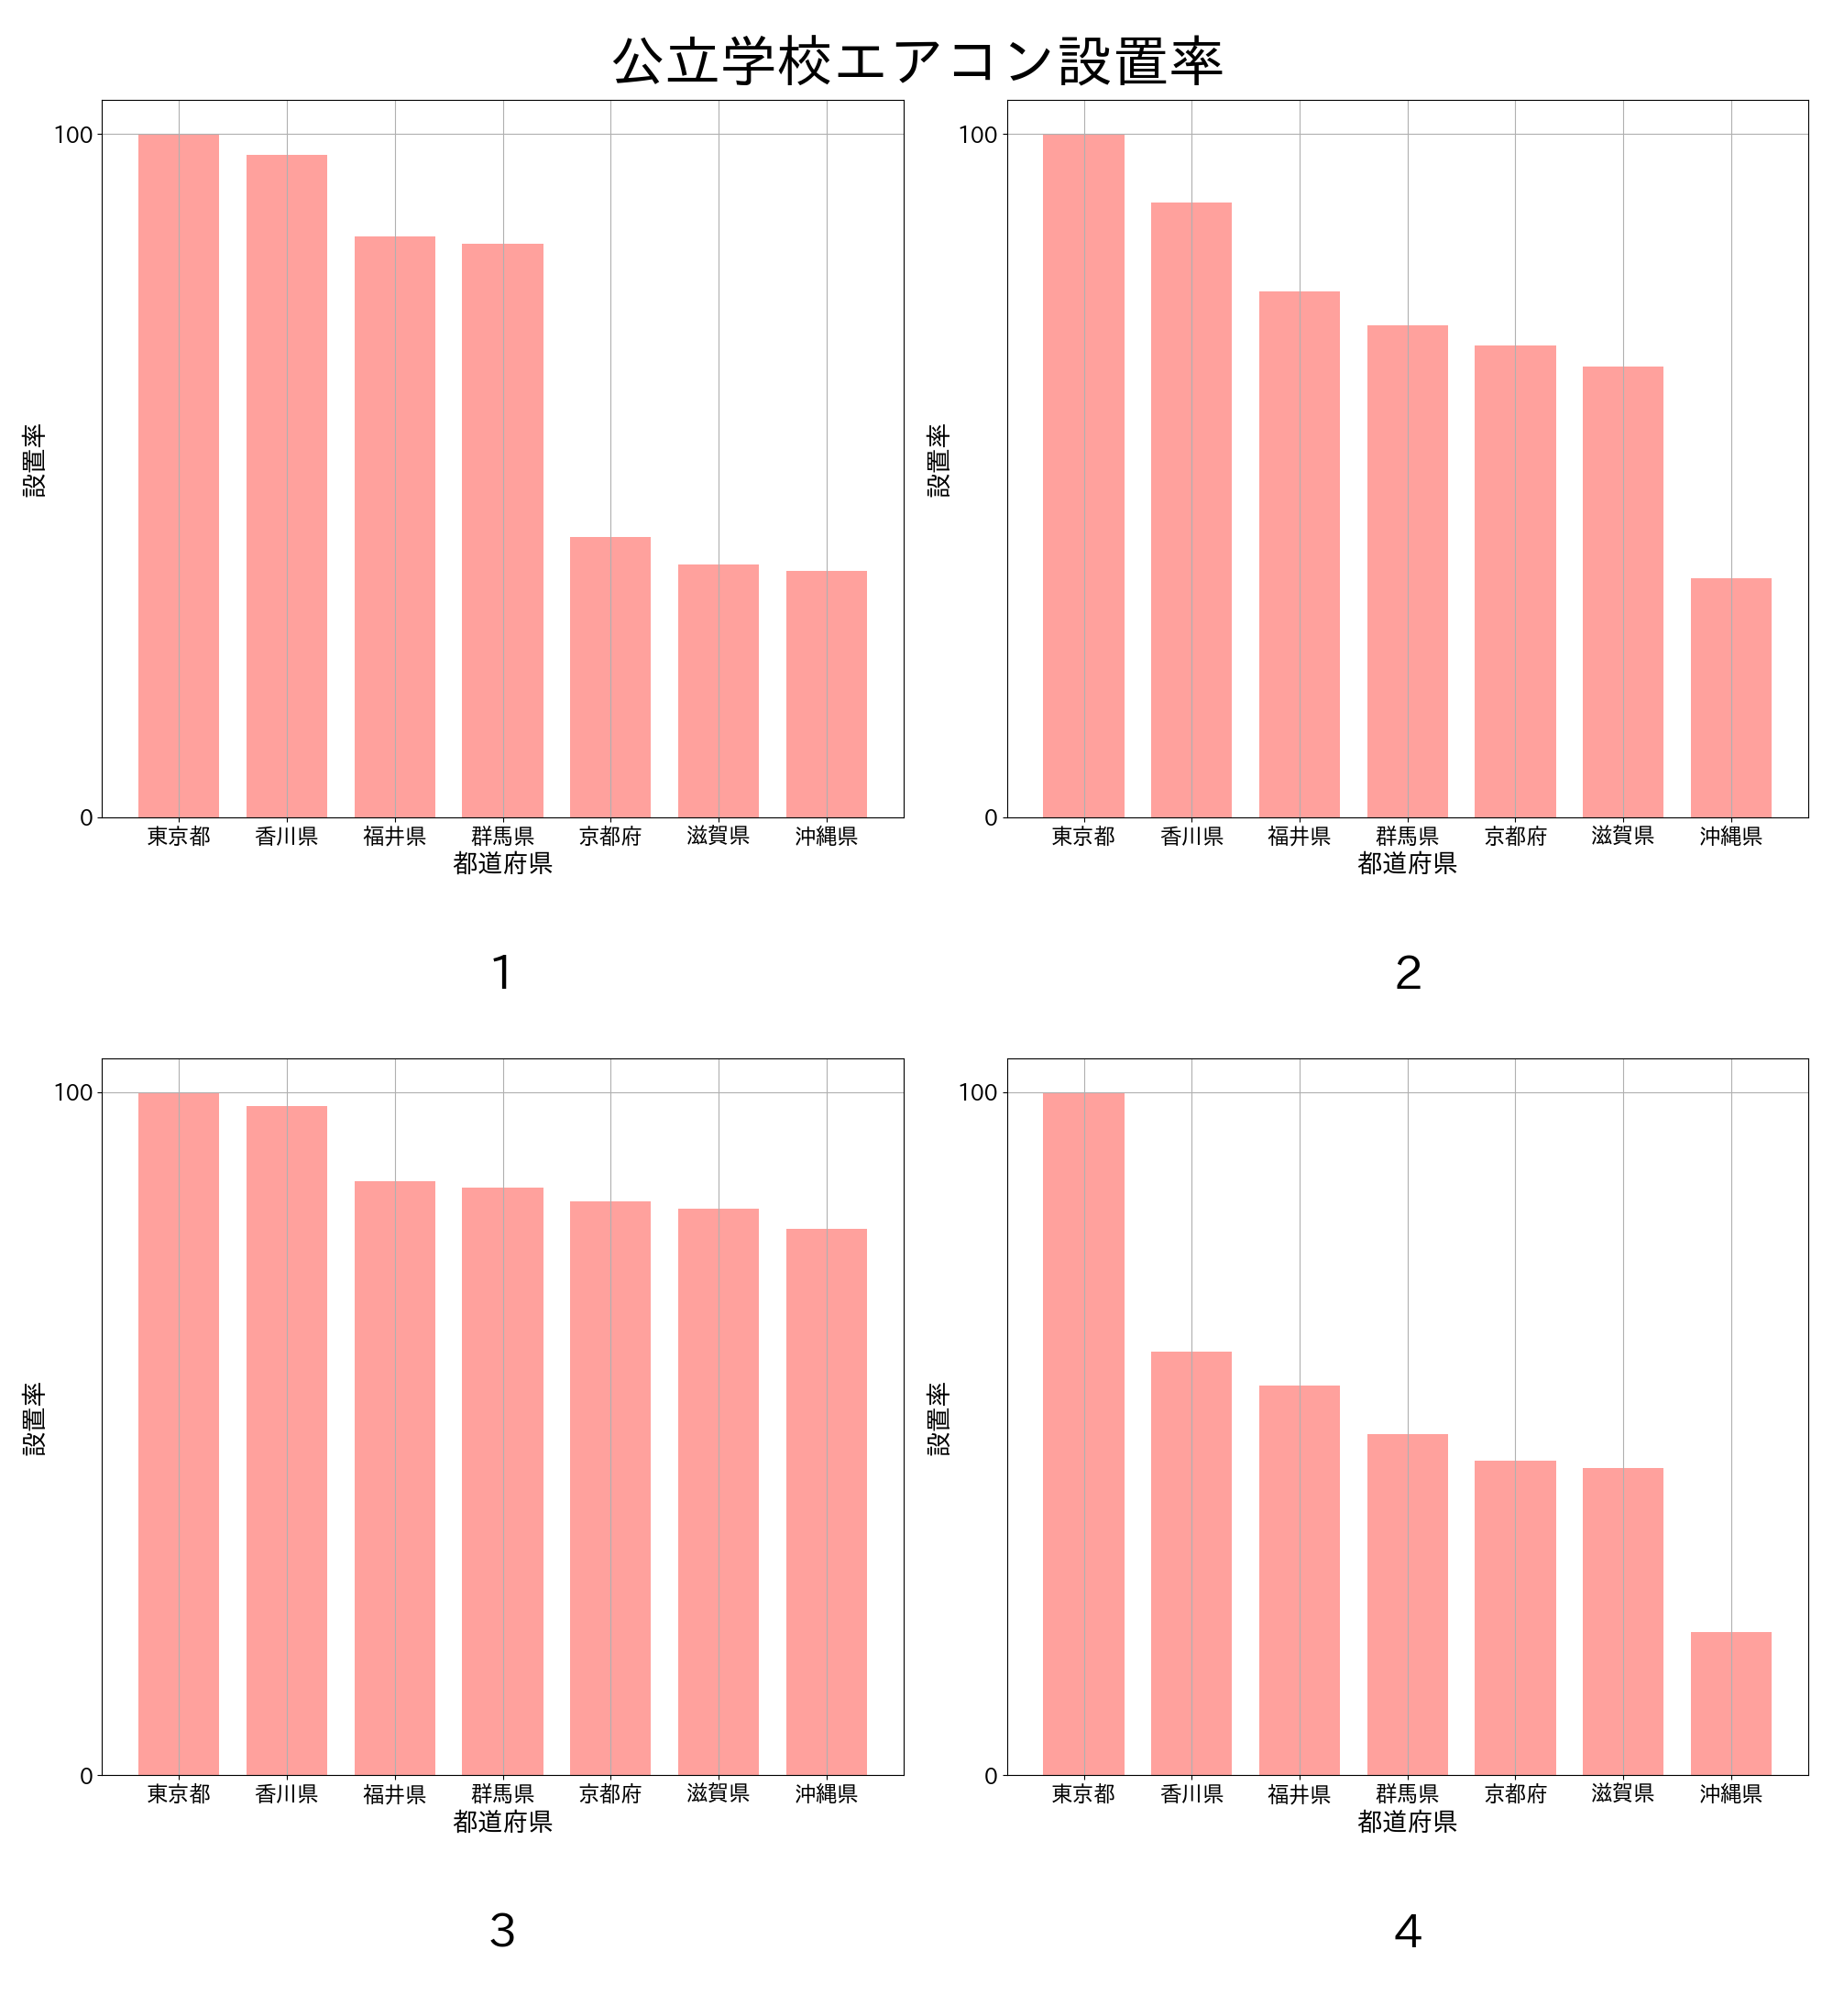 公立学校エアコン設置率
100
0
設置率
東京都 香川県 福井県 群馬県 京都府 滋賀県 沖縄県
都道府県
1
100
0
設置率
東京都 香川県 福井県 群馬県 京都府 滋賀県 沖縄県
都道府県
2
100
0
設置率
東京都 香川県 福井県 群馬県 京都府 滋賀県 沖縄県
都道府県
3
100
0
設置率
東京都 香川県 福井県 群馬県 京都府 滋賀県 沖縄県
都道府県
4